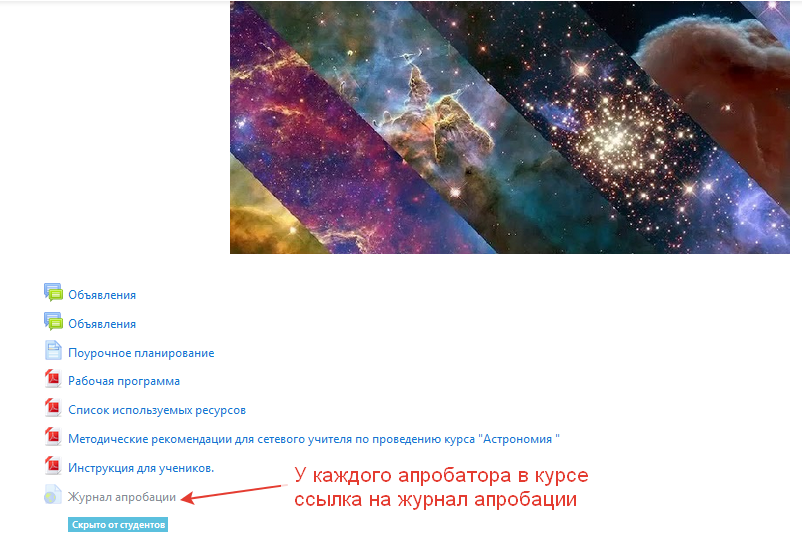 Объявления
Объявления
Поурочное планирование
Рабочая программа
Список используемых ресурсов
Методические рекомендации для сетевого учителя по проведению курса "Астрономия "
Инструкция для учеников.
Журнал апробации
Скрыто от студентов
У каждого апробатора в курсе
ссылка на журнал апробации